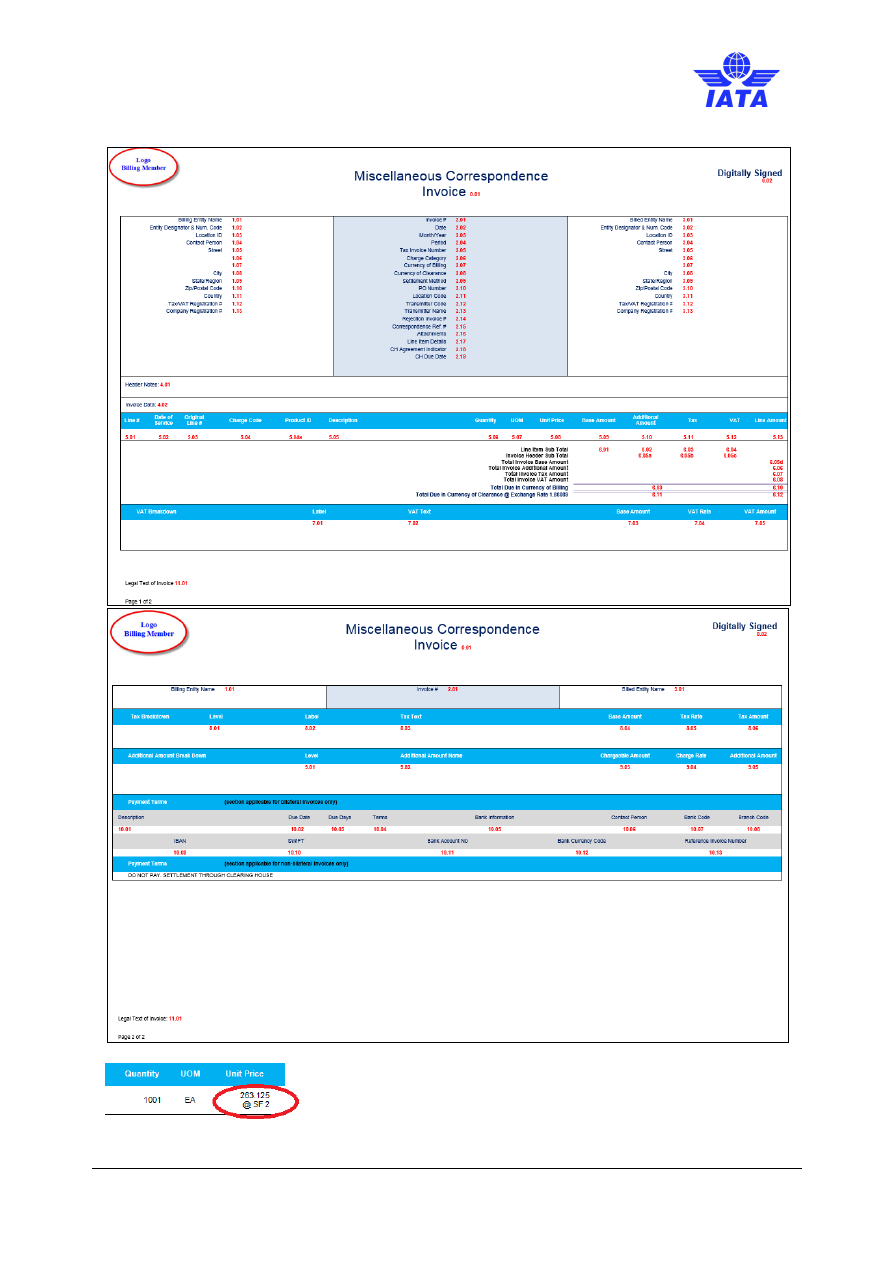 IATA
Logo
Billing Member
Miscellaneous Correspondence
Invoice 0.01
Digitally Signed
0.02
Billing Entity Name 1.01
Entity Designator & Num. Code 1.02
Location ID 1.03
Contact Person 1.04
Street 1.05
1.06
1.07
City 1.08
State/Region 1.09
Zip/Postal Code 1.10
Country 1.11
Tax/VAT Registration # 1.12
Company Registration # 1.13
Invoice # 2.01
Date 2.02
Month/Year 2.03
Period 2.04
Tax Invoice Number 2.05
Charge Category 2.06
Currency of Billing 2.07
Currency of Clearance 2.08
Settlement Method 2.09
PO Number 2.10
Location Code 2.11
Transmitter Code 2.12
Transmitter Name 2.13
Rejection Invoice # 2.14
Correspondence Ref. # 2.15
Attachments 2.16
Line Item Details 2.17
CH Agreement Indicator 2.18
CH Due Date 2.19
Billed Entity Name 3.01
Entity Designator & Num. Code 3.02
Location ID 3.03
Contact Person 3.04
Street 3.05
3.06
3.07
City 3.08
State/Region 3.09
Zip/Postal Code 3.10
Country 3.11
Tax/VAT Registration # 3.12
Company Registration # 3.13
Header Notes: 4.01
Invoice Data: 4.02
Line # Date of Service Original Line # Charge Code Product ID Description Quantity UOM Unit Price Base Amount Additional Amount Tax VAT Line Amount
5.01 5.02 5.03 5.04 5.04a 5.05 5.06 5.07 5.08 5.09 5.10 5.11 5.12 5.13
Line Item Sub Total 6.01 6.02 6.03 6.04
Invoice Header Sub Total 6.05a 6.05b 6.05c
Total Invoice Base Amount 6.05d
Total Invoice Additional Amount 6.06
Total Invoice Tax Amount 6.07
Total Invoice VAT Amount 6.08
Total Due in Currency of Billing 6.09 6.10
Total Due in Currency of Clearance @ Exchange Rate 6.11 6.12
VAT Breakdown Label VAT Text Base Amount VAT Rate VAT Amount
7.01 7.02 7.03 7.04 7.05
Legal Text of Invoice 11.01
Page 1 of 2
Logo
Billing Member
Miscellaneous Correspondence
Invoice 0.01
Digitally Signed
0.02
Billing Entity Name 1.01 Invoice # 2.01 Billed Entity Name 3.01
Tax Breakdown Level Label Tax Text Base Amount Tax Rate Tax Amount
8.01 8.02 8.03 8.04 8.05 8.06
Additional Amount Break Down Level Additional Amount Name Chargeable Amount Charge Rate Additional Amount
9.01 9.02 9.03 9.04 9.05
Payment Terms (section applicable for bilateral invoices only)
Description Due Date Due Days Terms Bank Information Contact Person Bank Code Branch Code
10.01 10.02 10.03 10.04 10.05 10.06 10.07 10.08
IBAN SWIFT Bank Account No Bank Currency Code Reference Invoice Number
10.09 10.10 10.11 10.12 10.13
Payment Terms (section applicable for non-bilateral invoices only)
DO NOT PAY. SETTLEMENT THROUGH CLEARING HOUSE
Legal Text of Invoice: 11.01
Page 2 of 2
Quantity UOM Unit Price
1001 EA 263.125
@ SF 2